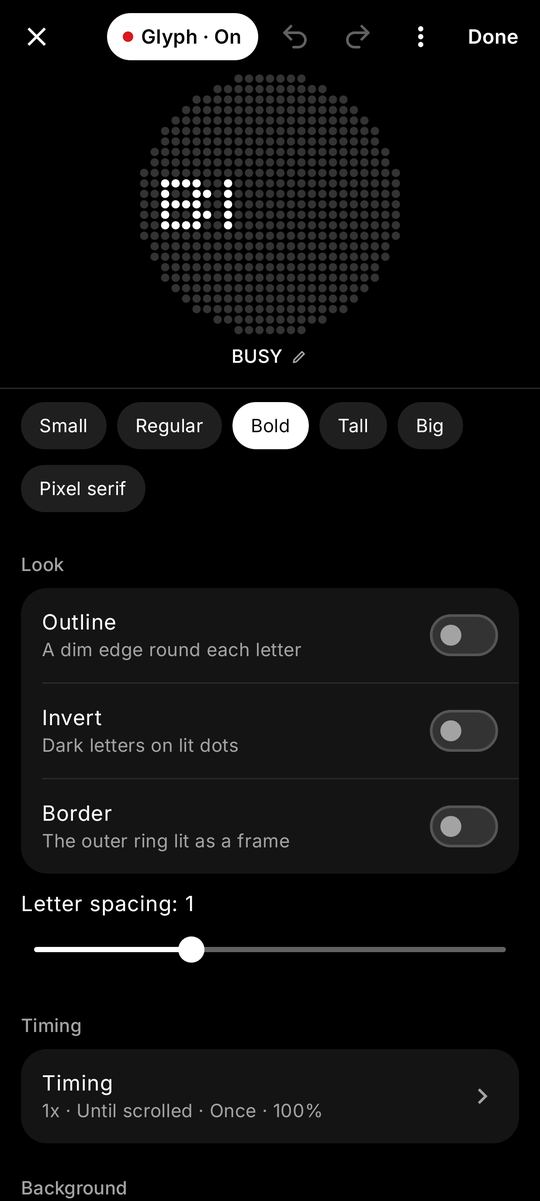 Glyph · On
Done
BUSY
Small
Regular
Bold
Tall
Big
Pixel serif
Look
Outline
A dim edge round each letter
Invert
Dark letters on lit dots
Border
The outer ring lit as a frame
Letter spacing: 1
Timing
Timing
1x · Until scrolled · Once · 100%
Background